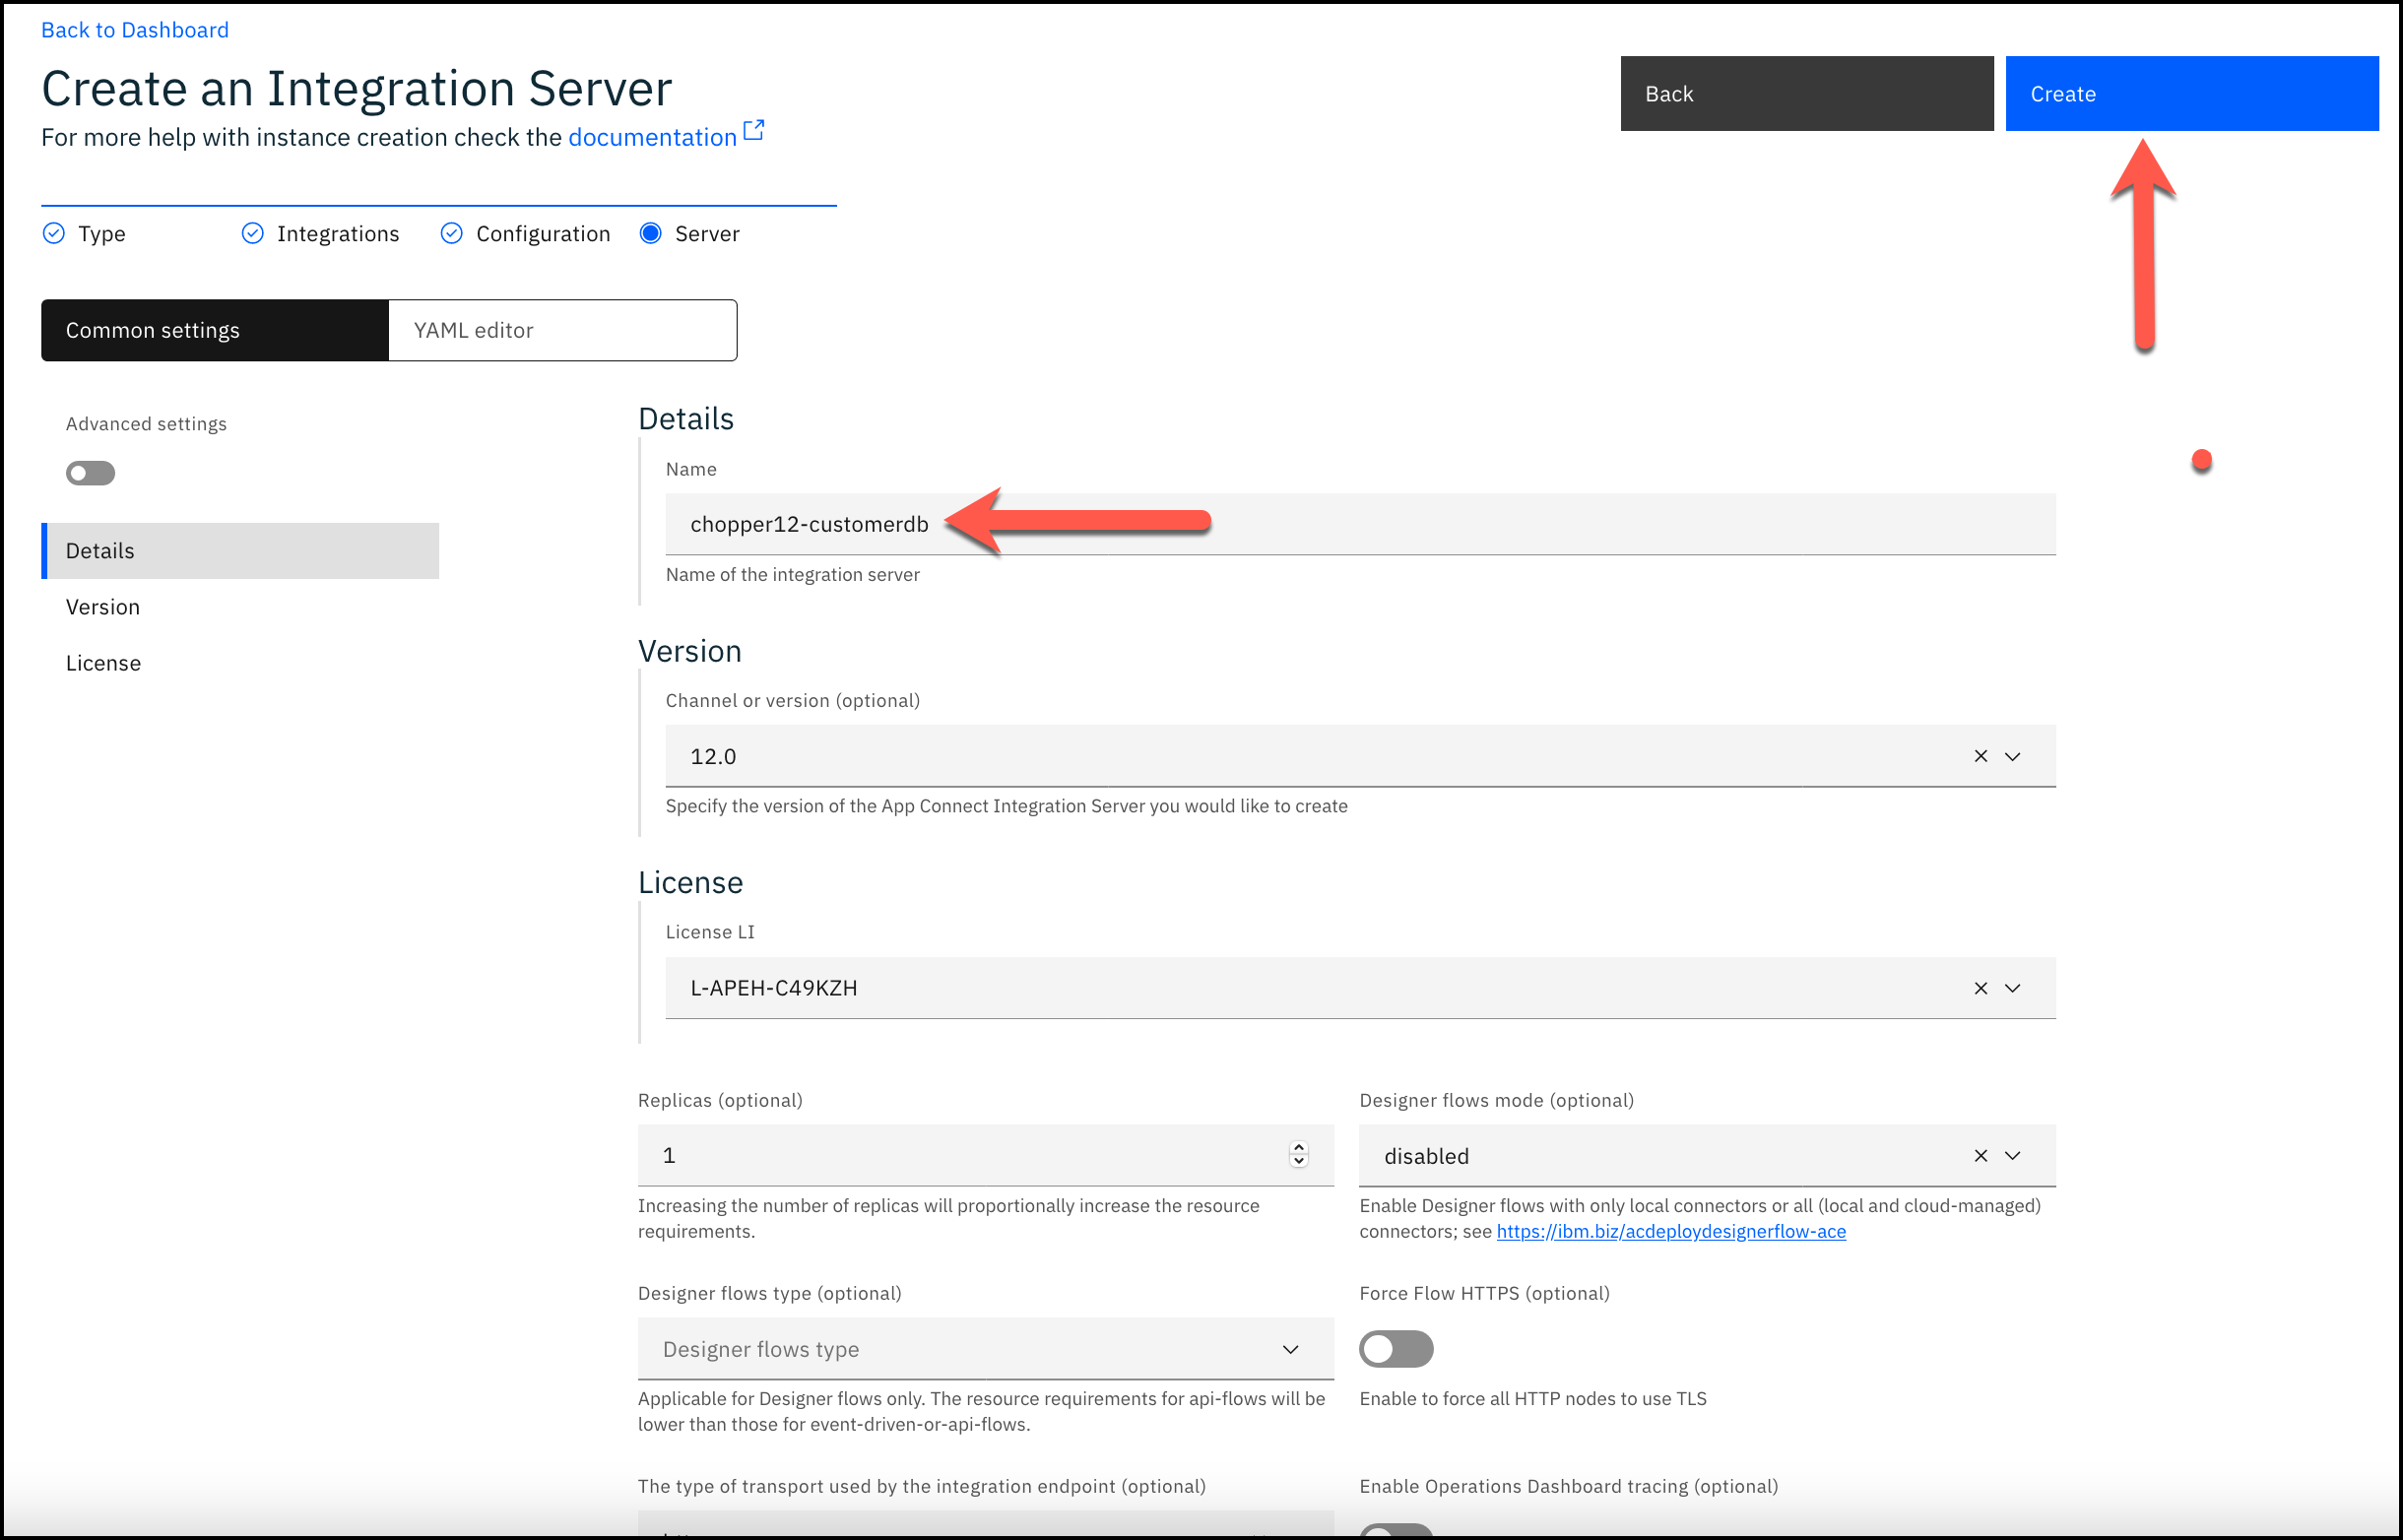 Back to Dashboard
Create an Integration Server
For more help with instance creation check the documentation
Back
Create
Type
Integrations
Configuration
Server
Common settings
YAML editor
Advanced settings
Details
Version
License
Details
Name
chopper12-customerdb
Name of the integration server
Version
Channel or version (optional)
12.0
Specify the version of the App Connect Integration Server you would like to create
License
License LI
L-APEH-C49KZH
Replicas (optional)
1
Increasing the number of replicas will proportionally increase the resource
requirements.
Designer flows mode (optional)
disabled
Enable Designer flows with only local connectors or all (local and cloud-managed)
connectors; see https://ibm.biz/acdeploydesignerflow-ace
Designer flows type (optional)
Designer flows type
Applicable for Designer flows only. The resource requirements for api-flows will be
lower than those for event-driven-or-api-flows.
Force Flow HTTPS (optional)
Enable to force all HTTP nodes to use TLS
The type of transport used by the integration endpoint (optional)
Enable Operations Dashboard tracing (optional)